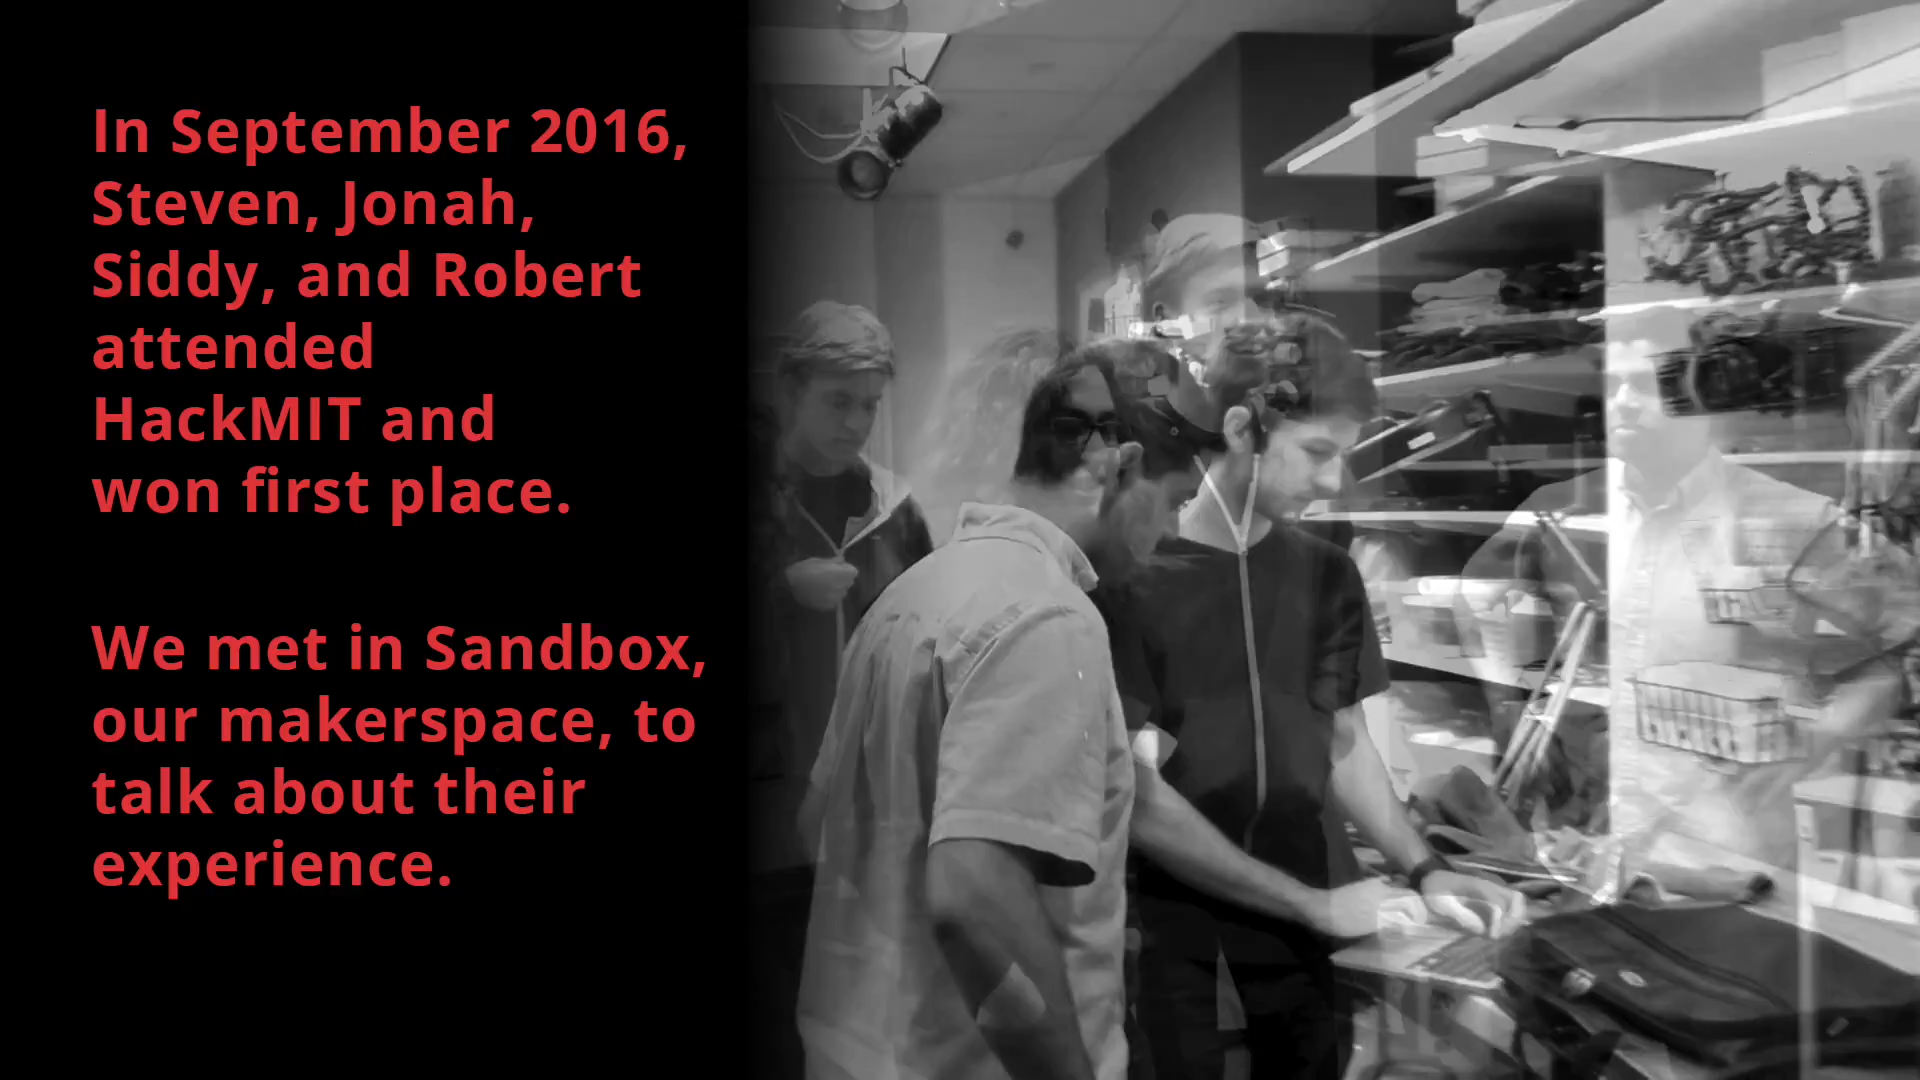 In September 2016,
Steven, Jonah,
Siddy, and Robert
attended
HackMIT and
won first place.
We met in Sandbox,
our makerspace, to
talk about their
experience.